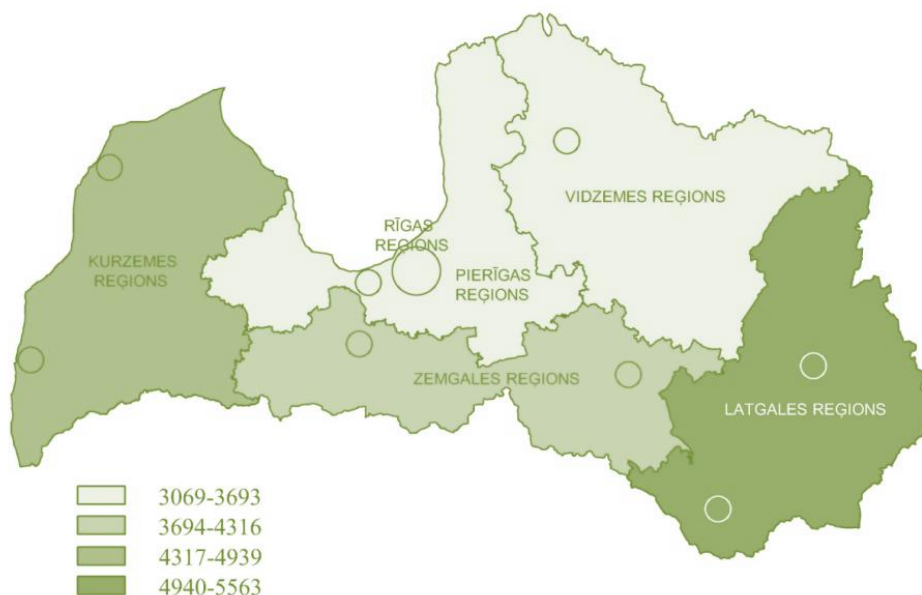 VIDZEMES REĢIONS
RĪGAS
REĢIONS
KURZEMES
REĢIONS
PIERĪGAS
REĢIONS
ZEMGALES REĢIONS
LATGALES REĢIONS
3069-3693
3694-4316
4317-4939
4940-5563